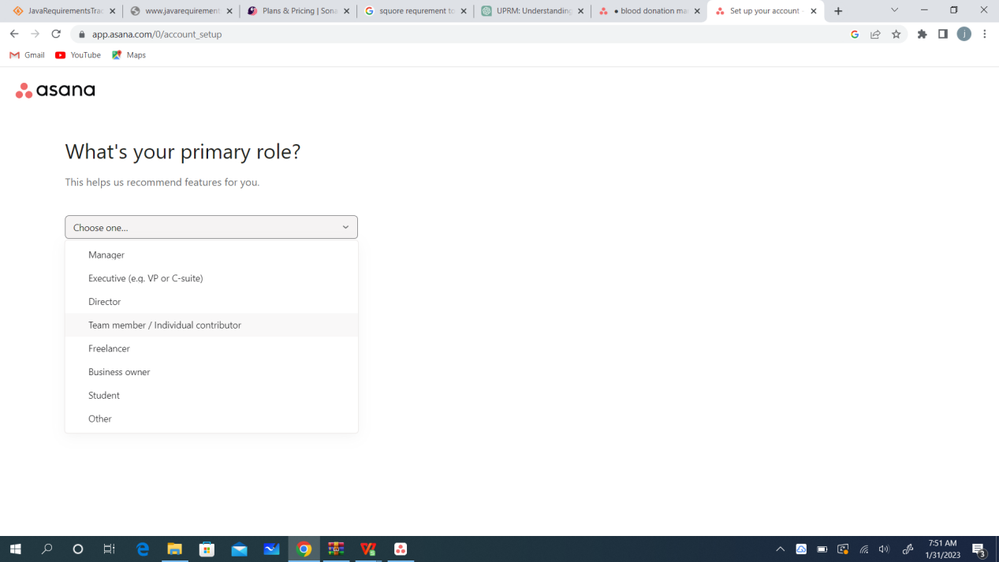 JavaRequirementsTrac
www.javarequirement
Plans & Pricing | Sona
squore requrement to
UPRM: Understanding
● blood donation ma
Set up your account -
app.asana.com/0/account_setup
j
Gmail
YouTube
Maps
asana
What's your primary role?
This helps us recommend features for you.
Choose one...
Manager
Executive (e.g. VP or C-suite)
Director
Team member / Individual contributor
Freelancer
Business owner
Student
Other
7:51 AM
1/31/2023
3